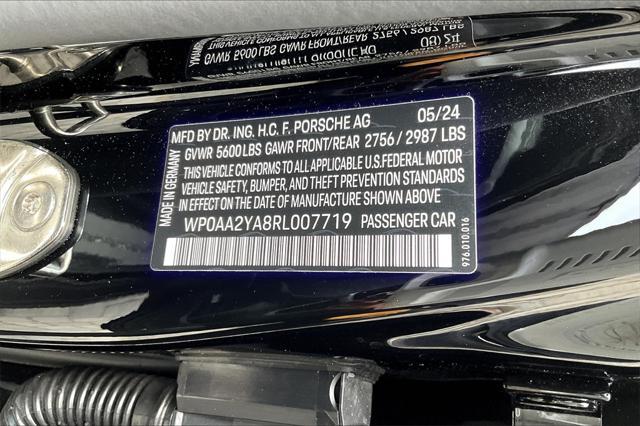 MFD BY DR. ING. H.C. F. PORSCHE AG 05/24
GVWR 5600 LBS GAWR FRONT/REAR 2756 / 2987 LBS
THIS VEHICLE CONFORMS TO ALL APPLICABLE U.S. FEDERAL MOTOR
VEHICLE SAFETY, BUMPER, AND THEFT PREVENTION STANDARDS
IN EFFECT ON THE DATE OF MANUFACTURE SHOWN ABOVE
WP0AA2YA8RL007719 PASSENGER CAR
MADE IN GERMANY
976.010.016